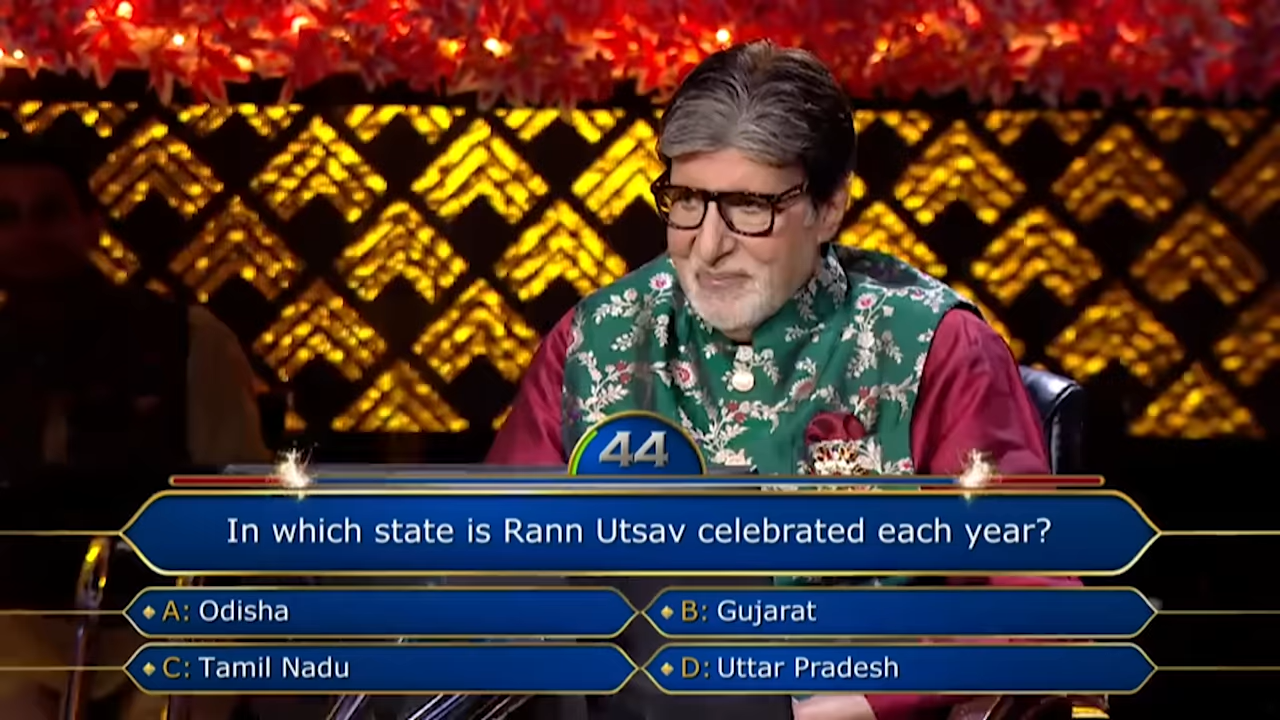 44
In which state is Rann Utsav celebrated each year?
A: Odisha
B: Gujarat
C: Tamil Nadu
D: Uttar Pradesh